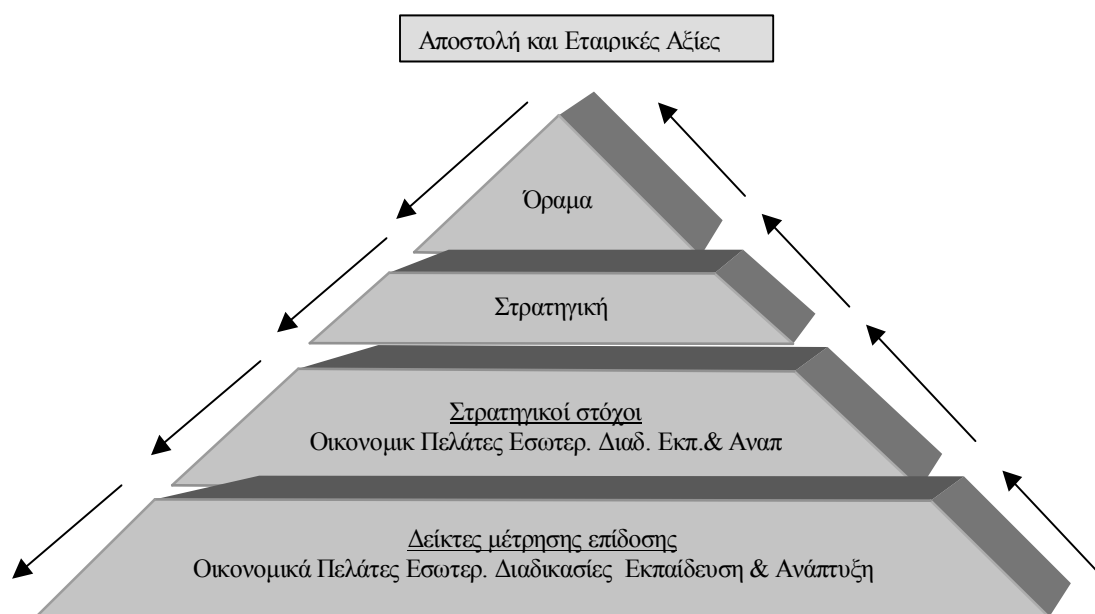 Αποστολή και Εταιρικές Αξίες
Όραμα
Στρατηγική
Στρατηγικοί στόχοι
Οικονομικ Πελάτες Εσωτερ. Διαδ. Εκπ.& Αναπ
Δείκτες μέτρησης επίδοσης
Οικονομικά Πελάτες Εσωτερ. Διαδικασίες Εκπαίδευση & Ανάπτυξη